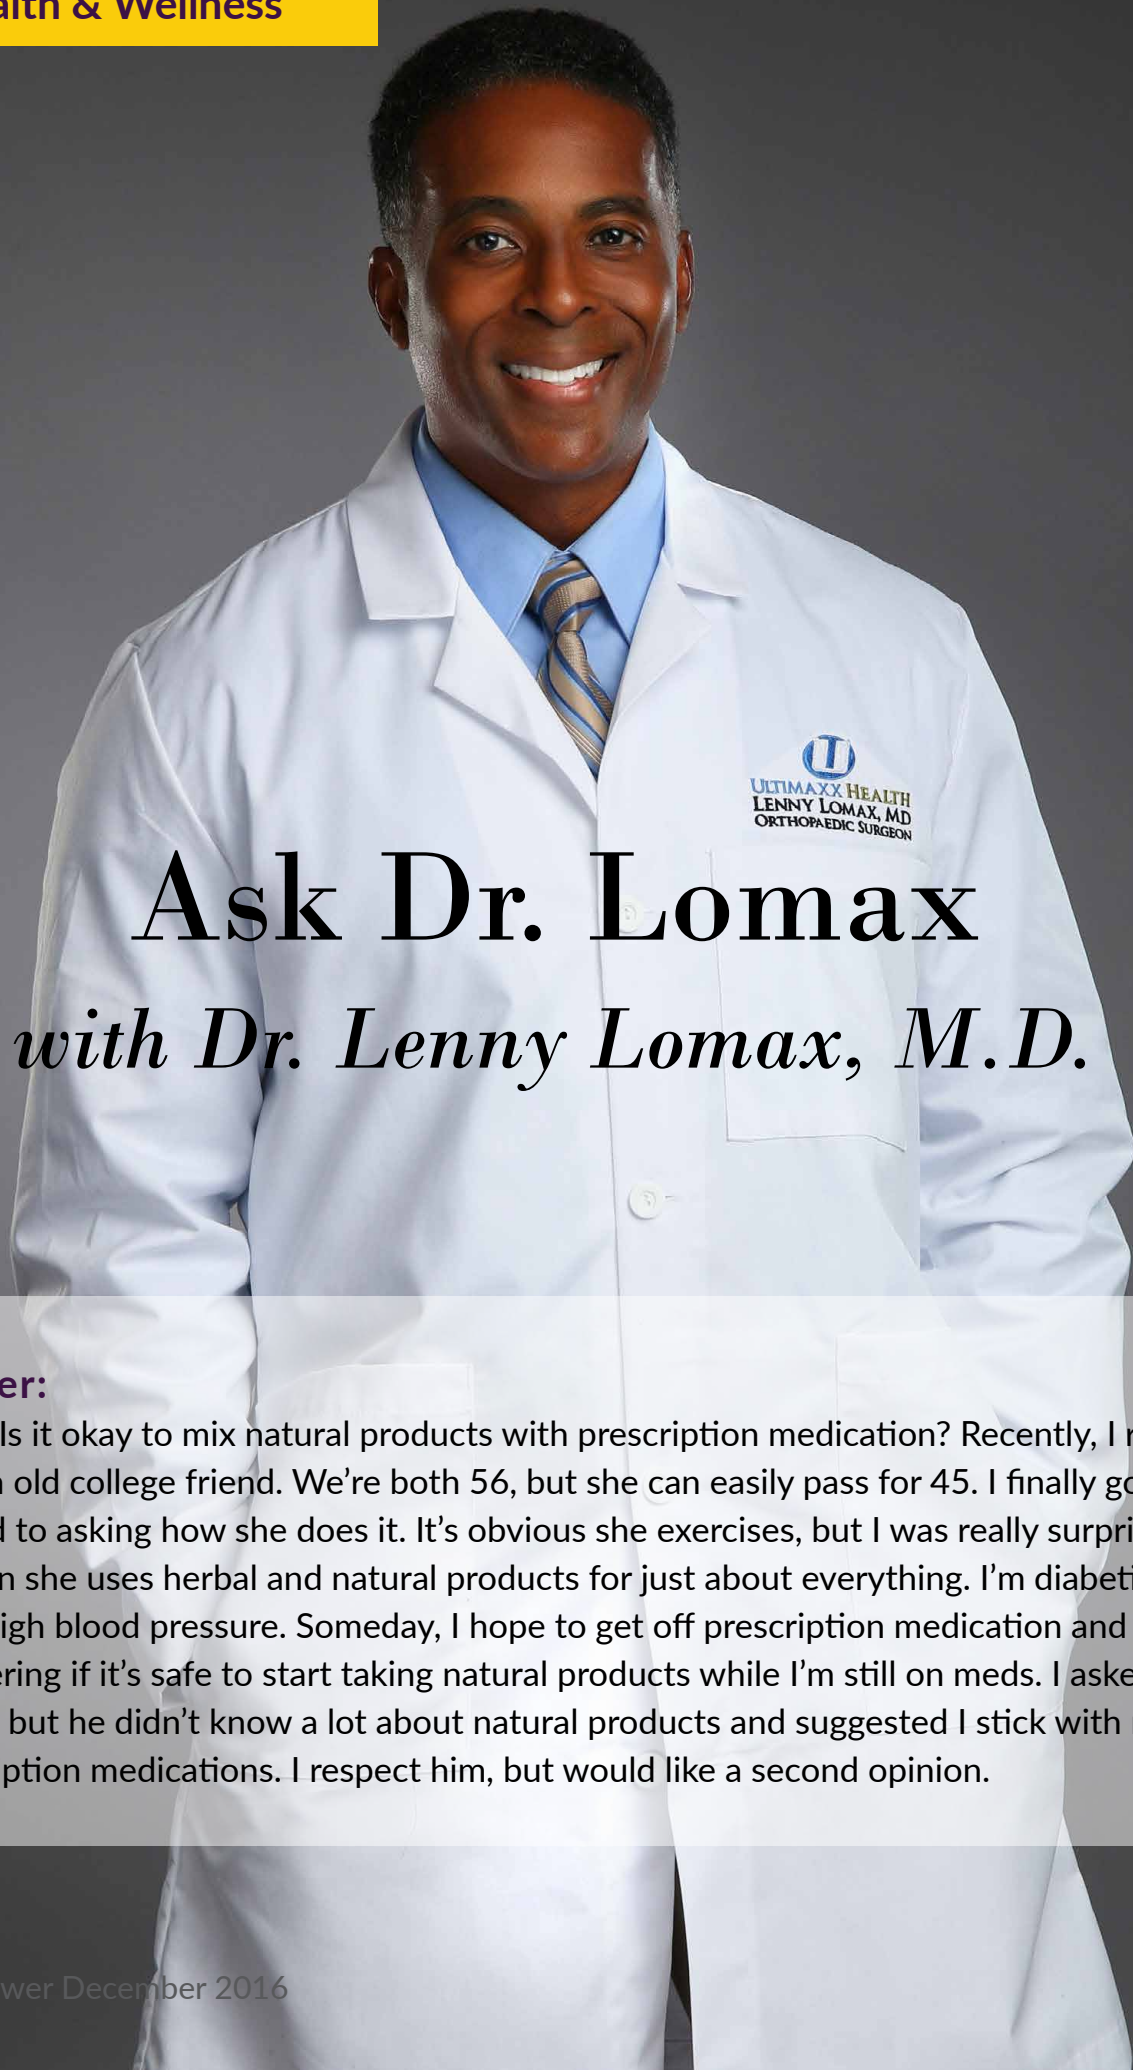 alth & Wellness
ULTIMAXX HEALTH
LENNY LOMAX, MD
ORTHOPAEDIC SURGEON
Ask Dr. Lomax
with Dr. Lenny Lomax, M.D.
er:
Is it okay to mix natural products with prescription medication? Recently, I r
old college friend. We’re both 56, but she can easily pass for 45. I finally go
d to asking how she does it. It’s obvious she exercises, but I was really surpri
n she uses herbal and natural products for just about everything. I’m diabeti
igh blood pressure. Someday, I hope to get off prescription medication and
ering if it’s safe to start taking natural products while I’m still on meds. I aske
but he didn’t know a lot about natural products and suggested I stick with
ption medications. I respect him, but would like a second opinion.
wer December 2016